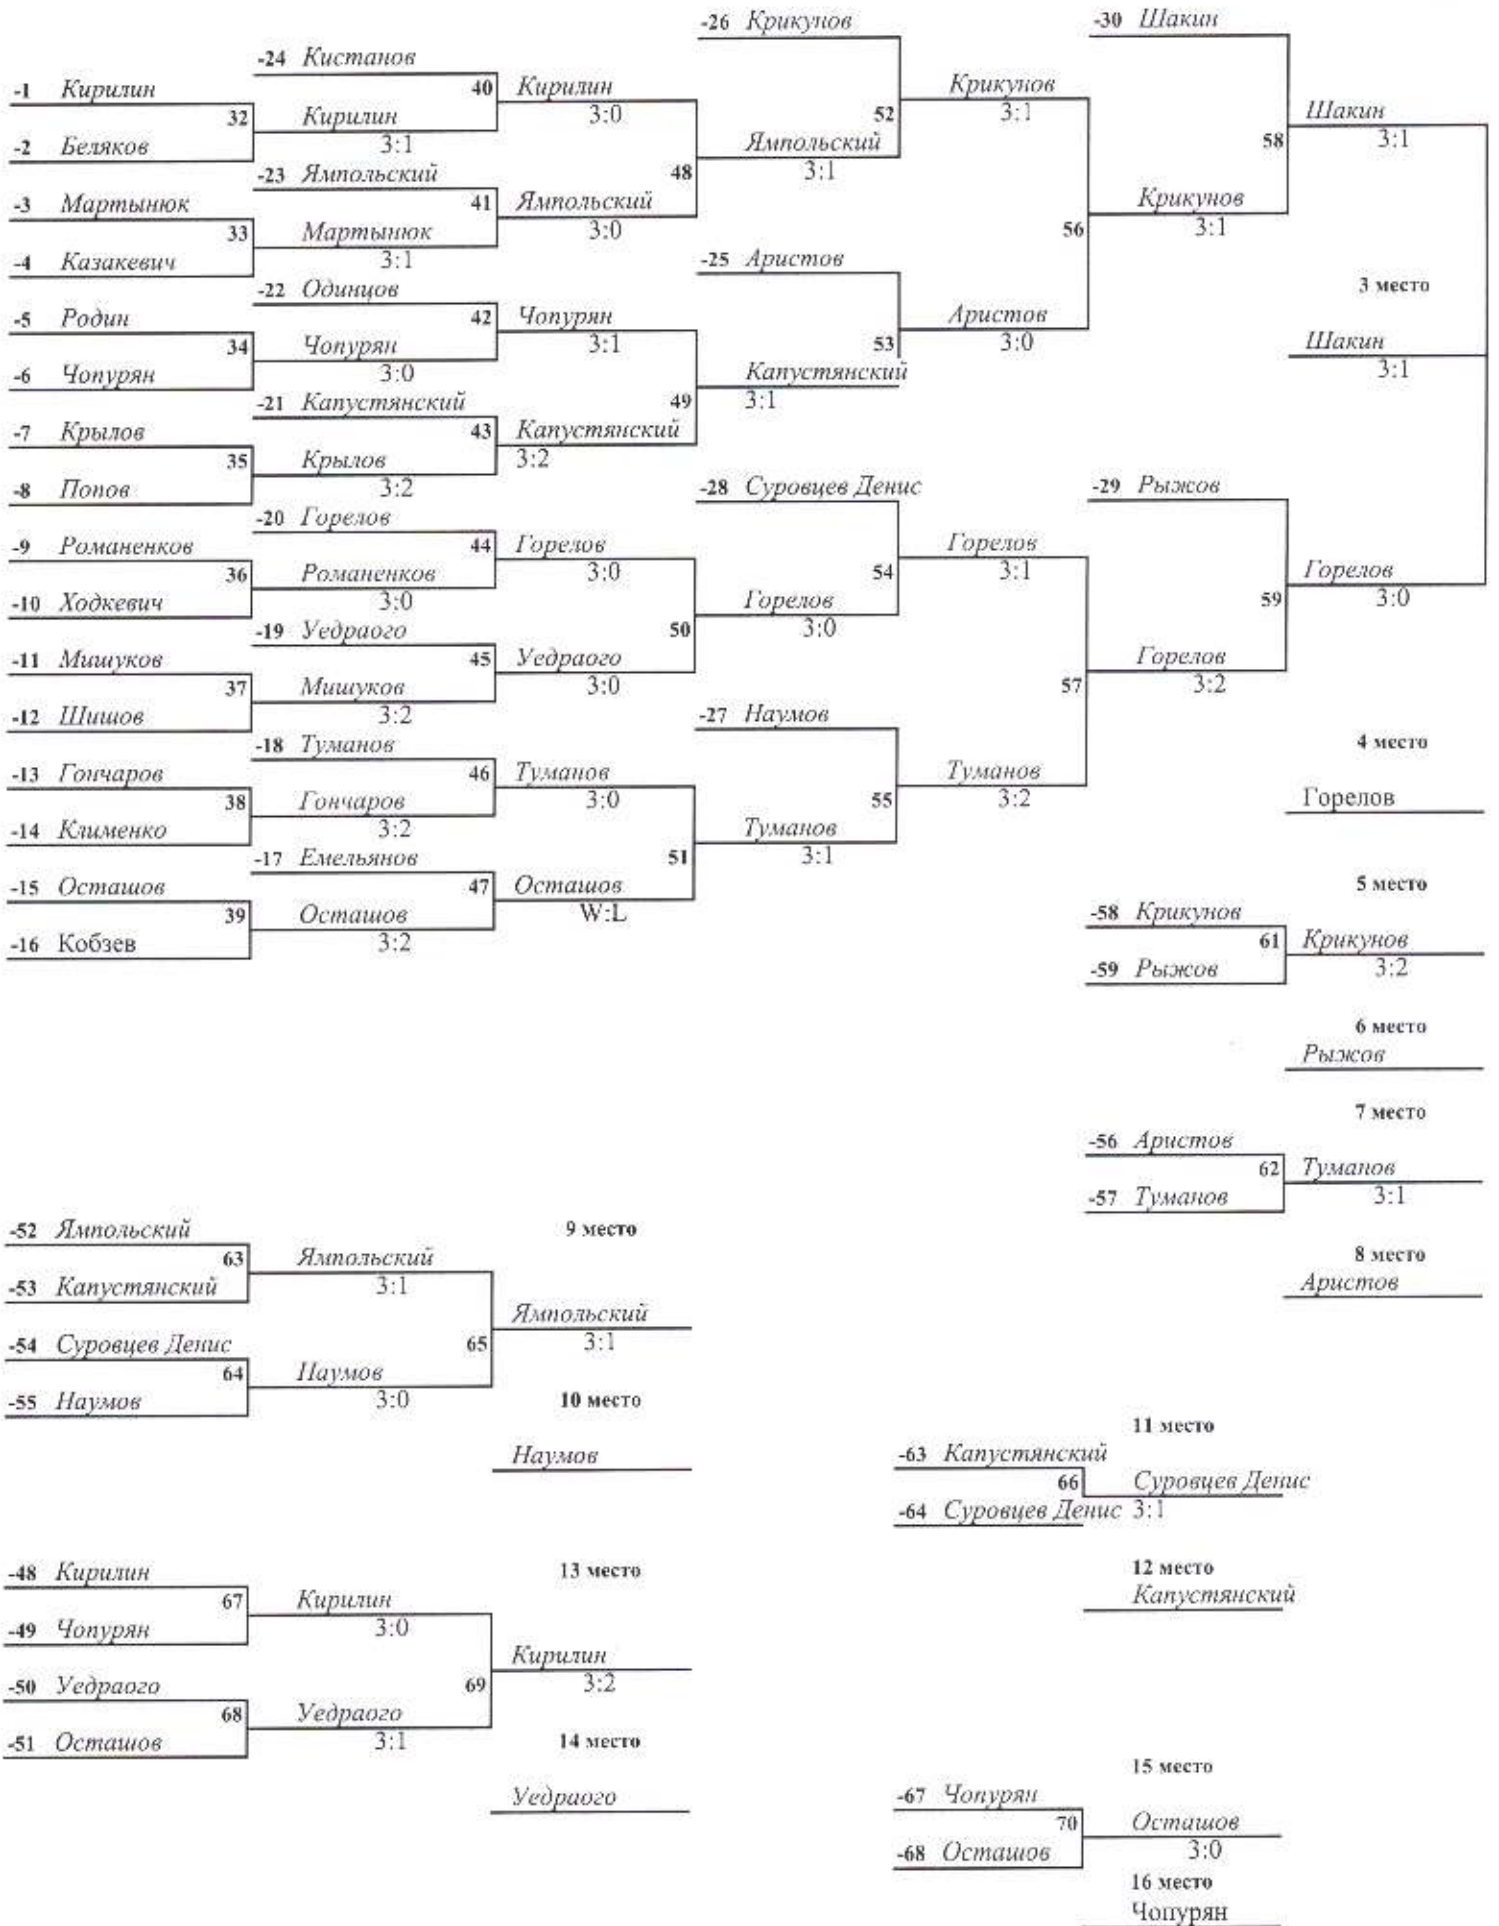 -26 Крикунов
-30 Шакин
-24 Кистанов
-1 Кирилин
40 Кирилин
3:0
Крикунов
3:1
32 Кирилин
3:1
52
Шакин
3:1
-2 Беляков
Ямпольский
3:1
58
-23 Ямпольский
48
-3 Мартынюк
41 Ямпольский
3:0
Крикунов
3:1
33 Мартынюк
3:1
56
-4 Казакевич
-25 Аристов
-22 Одинцов
3 место
-5 Родин
42 Чопурян
3:1
Аристов
3:0
34 Чопурян
3:0
53
Шакин
3:1
-6 Чопурян
Капустянский
3:1
-21 Капустянский
49
-7 Крылов
43 Капустянский
3:2
35 Крылов
3:2
-8 Попов
-28 Суровцев Денис
-29 Рыжов
-20 Горелов
-9 Романенков
44 Горелов
3:0
Горелов
3:1
36 Романенков
3:0
54
Горелов
3:0
-10 Ходкевич
Горелов
3:0
59
-19 Уедраого
50
-11 Мишуков
45 Уедраого
3:0
Горелов
3:2
37 Мишуков
3:2
57
-12 Шишов
-27 Наумов
-18 Туманов
4 место
-13 Гончаров
46 Туманов
3:0
Туманов
3:2
38 Гончаров
3:2
55
Горелов
-14 Клименко
Туманов
3:1
-17 Емельянов
51
-15 Осташов
47 Осташов
W:L
5 место
39 Осташов
3:2
-58 Крикунов
-16 Кобзев
61 Крикунов
3:2
-59 Рыжов
6 место
Рыжов
7 место
-56 Аристов
62 Туманов
3:1
-57 Туманов
8 место
Аристов
-52 Ямпольский
9 место
63 Ямпольский
3:1
-53 Капустянский
Ямпольский
3:1
-54 Суровцев Денис
65
64 Наумов
3:0
-55 Наумов
10 место
Наумов
11 место
-63 Капустянский
66 Суровцев Денис
-64 Суровцев Денис 3:1
12 место
Капустянский
-48 Кирилин
13 место
67 Кирилин
3:0
-49 Чопурян
Кирилин
3:2
-50 Уедраого
69
68 Уедраого
3:1
-51 Осташов
14 место
Уедраого
15 место
-67 Чопурян
70 Осташов
3:0
-68 Осташов
16 место
Чопурян